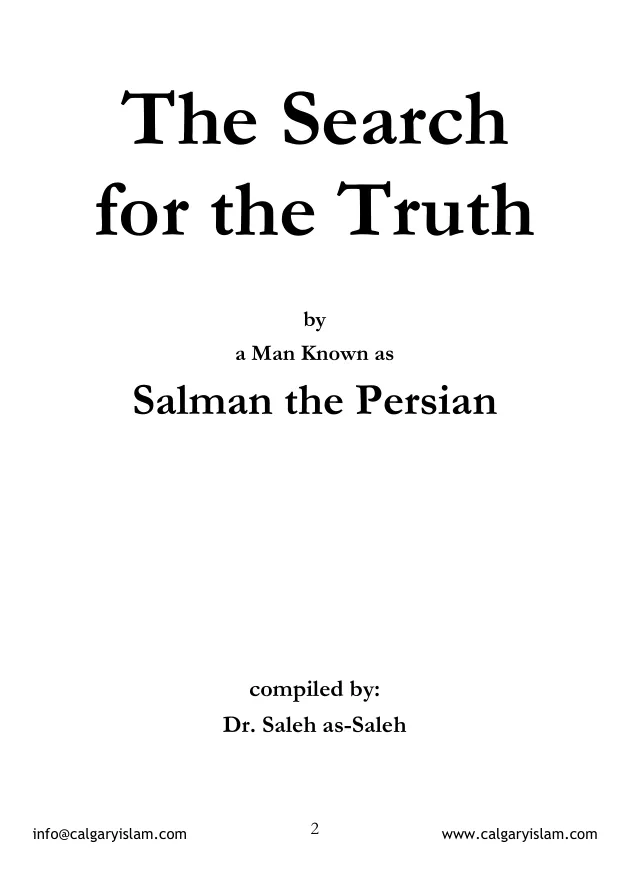 The Search
for the Truth
by
a Man Known as
Salman the Persian
compiled by:
Dr. Saleh as-Saleh
info@calgaryislam.com
2
www.calgaryislam.com